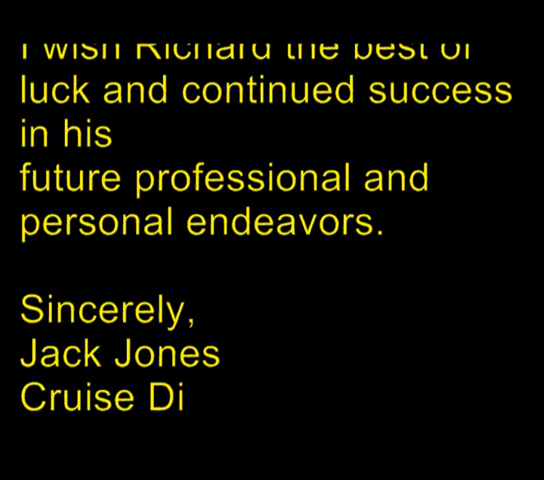 I wish Richard the best of
luck and continued success
in his
future professional and
personal endeavors.
Sincerely,
Jack Jones
Cruise Di